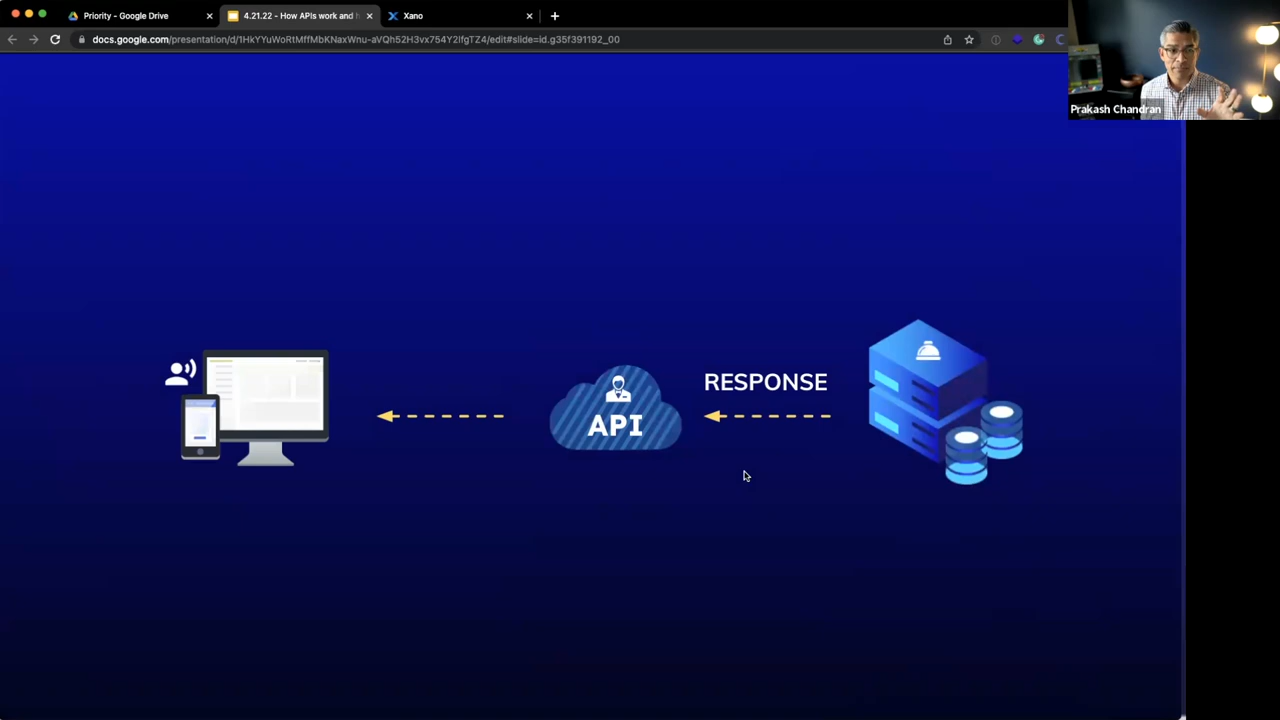 Priority - Google Drive
4.21.22 - How APIs work and h
Xano
docs.google.com/presentation/d/1HkYYuWoRtMffMbKNaxWnu-aVQh52H3vx754Y2lfgTZ4/edit#slide=id.g35f391192_00
Prakash Chandran
RESPONSE
API